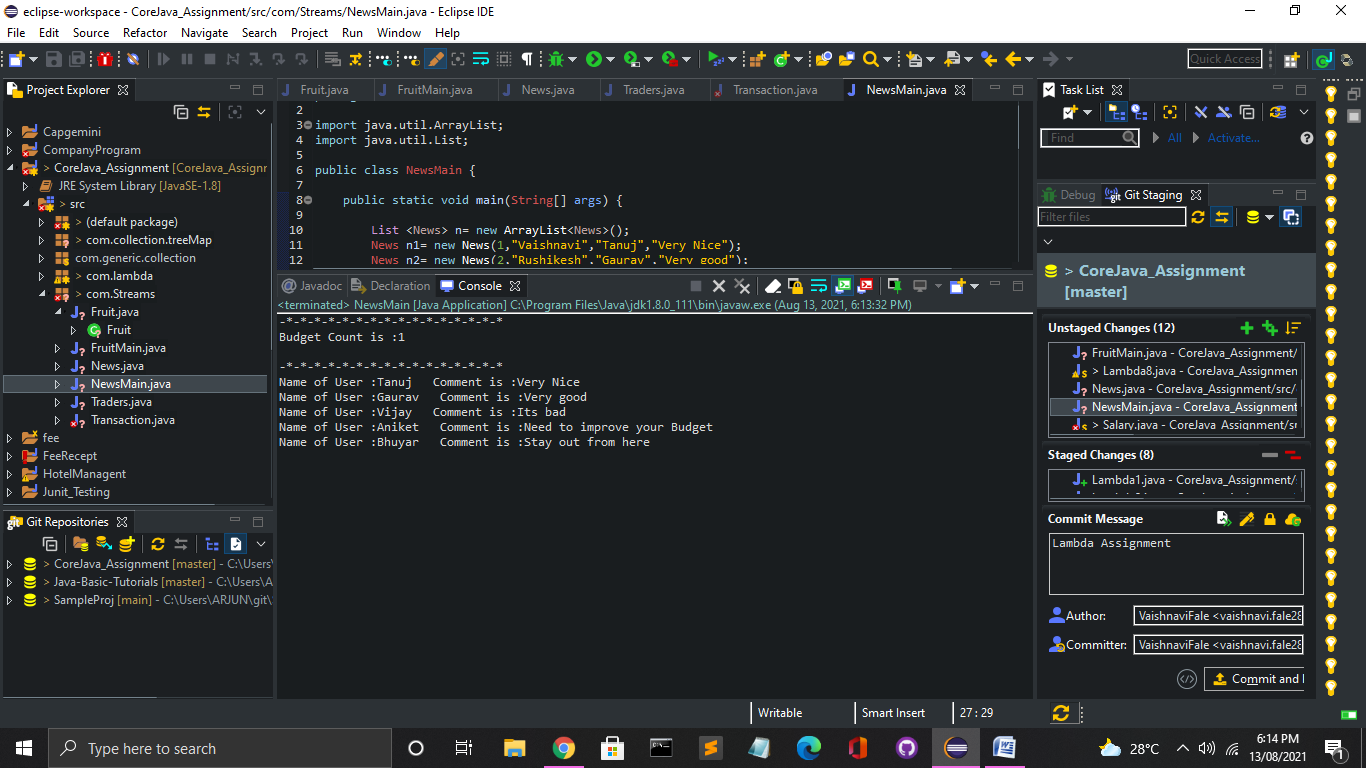 eclipse-workspace - CoreJava_Assignment/src/com/Streams/NewsMain.java - Eclipse IDE
File Edit Source Refactor Navigate Search Project Run Window Help
Quick Access
Project Explorer
Capgemini
CompanyProgram
> CoreJava_Assignment [CoreJava_Assignr
JRE System Library [JavaSE-1.8]
> src
> (default package)
> com.collection.treeMap
com.generic.collection
> com.lambda
> com.Streams
Fruit.java
Fruit
FruitMain.java
News.java
NewsMain.java
Traders.java
Transaction.java
fee
FeeRecept
HotelManagent
Junit_Testing
Git Repositories
> CoreJava_Assignment [master] - C:\Users\
> Java-Basic-Tutorials [master] - C:\Users\A
> SampleProj [main] - C:\Users\ARJUN\git\
Fruit.java FruitMain.java News.java Traders.java Transaction.java NewsMain.java
2
3 import java.util.ArrayList;
4 import java.util.List;
5
6 public class NewsMain {
7
8 public static void main(String[] args) {
9
10 List <News> n= new ArrayList<News>();
11 News n1= new News(1,"Vaishnavi","Tanuj","Very Nice");
12 News n2= new News(2,"Rushikesh","Gaurav","Very good");
Javadoc Declaration Console
<terminated> NewsMain [Java Application] C:\Program Files\Java\jdk1.8.0_111\bin\javaw.exe (Aug 13, 2021, 6:13:32 PM)
-*-*-*-*-*-*-*-*-*-*-*-*-*-*-*-*
Budget Count is :1
-*-*-*-*-*-*-*-*-*-*-*-*-*-*-*-*
Name of User :Tanuj Comment is :Very Nice
Name of User :Gaurav Comment is :Very good
Name of User :Vijay Comment is :Its bad
Name of User :Aniket Comment is :Need to improve your Budget
Name of User :Bhuyar Comment is :Stay out from here
Task List
Find All Activate...
Debug Git Staging
Filter files
> CoreJava_Assignment
[master]
Unstaged Changes (12)
FruitMain.java - CoreJava_Assignment/
> Lambda8.java - CoreJava_Assignmen
News.java - CoreJava_Assignment/src/
NewsMain.java - CoreJava_Assignment
> Salary.java - CoreJava_Assignment/sr
Staged Changes (8)
Lambda1.java - CoreJava_Assignment/
Commit Message
Lambda Assignment
Author: VaishnaviFale <vaishnavi.fale28
Committer: VaishnaviFale <vaishnavi.fale28
Commit and
Writable Smart Insert 27 : 29
Type here to search
28°C
6:14 PM
13/08/2021
1